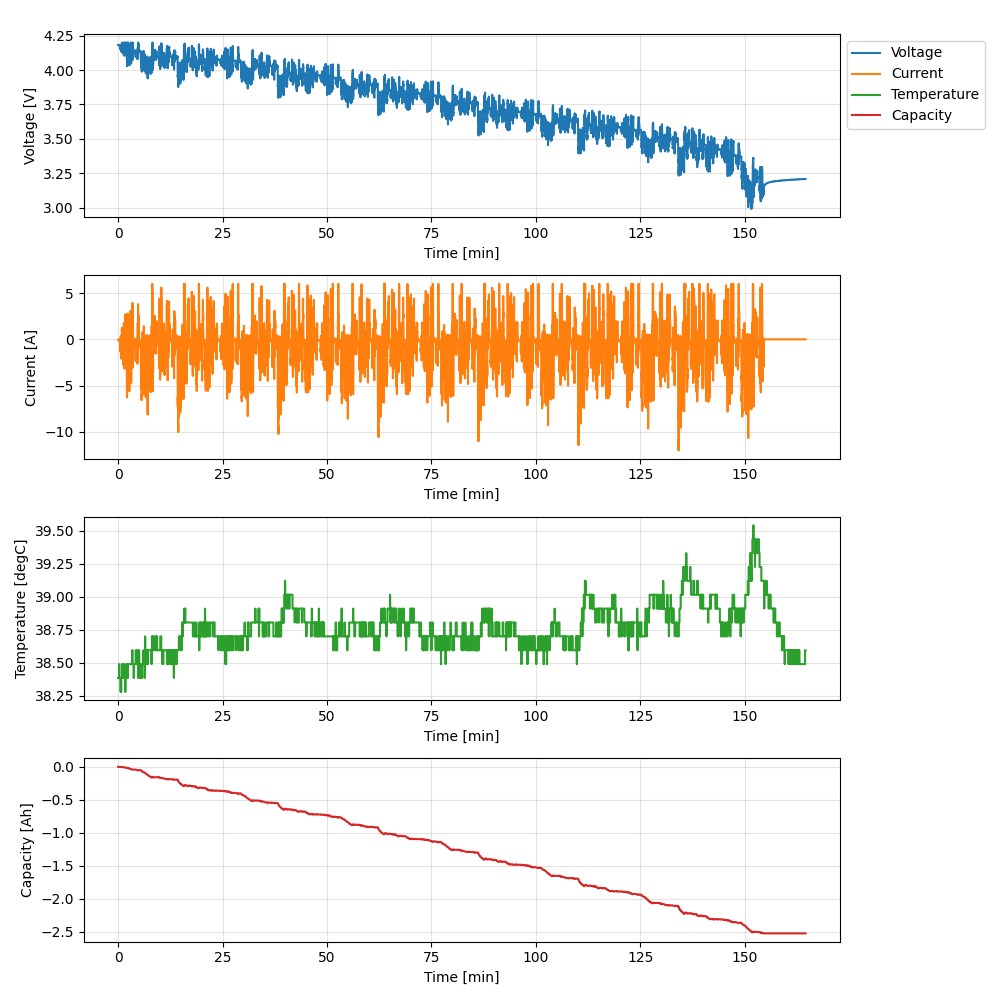 4.25
4.00
3.75
3.50
3.25
3.00
Voltage [V]
0 25 50 75 100 125 150
Time [min]
Voltage
Current
Temperature
Capacity
5
0
−5
−10
Current [A]
0 25 50 75 100 125 150
Time [min]
39.50
39.25
39.00
38.75
38.50
38.25
Temperature [degC]
0 25 50 75 100 125 150
Time [min]
0.0
−0.5
−1.0
−1.5
−2.0
−2.5
Capacity [Ah]
0 25 50 75 100 125 150
Time [min]